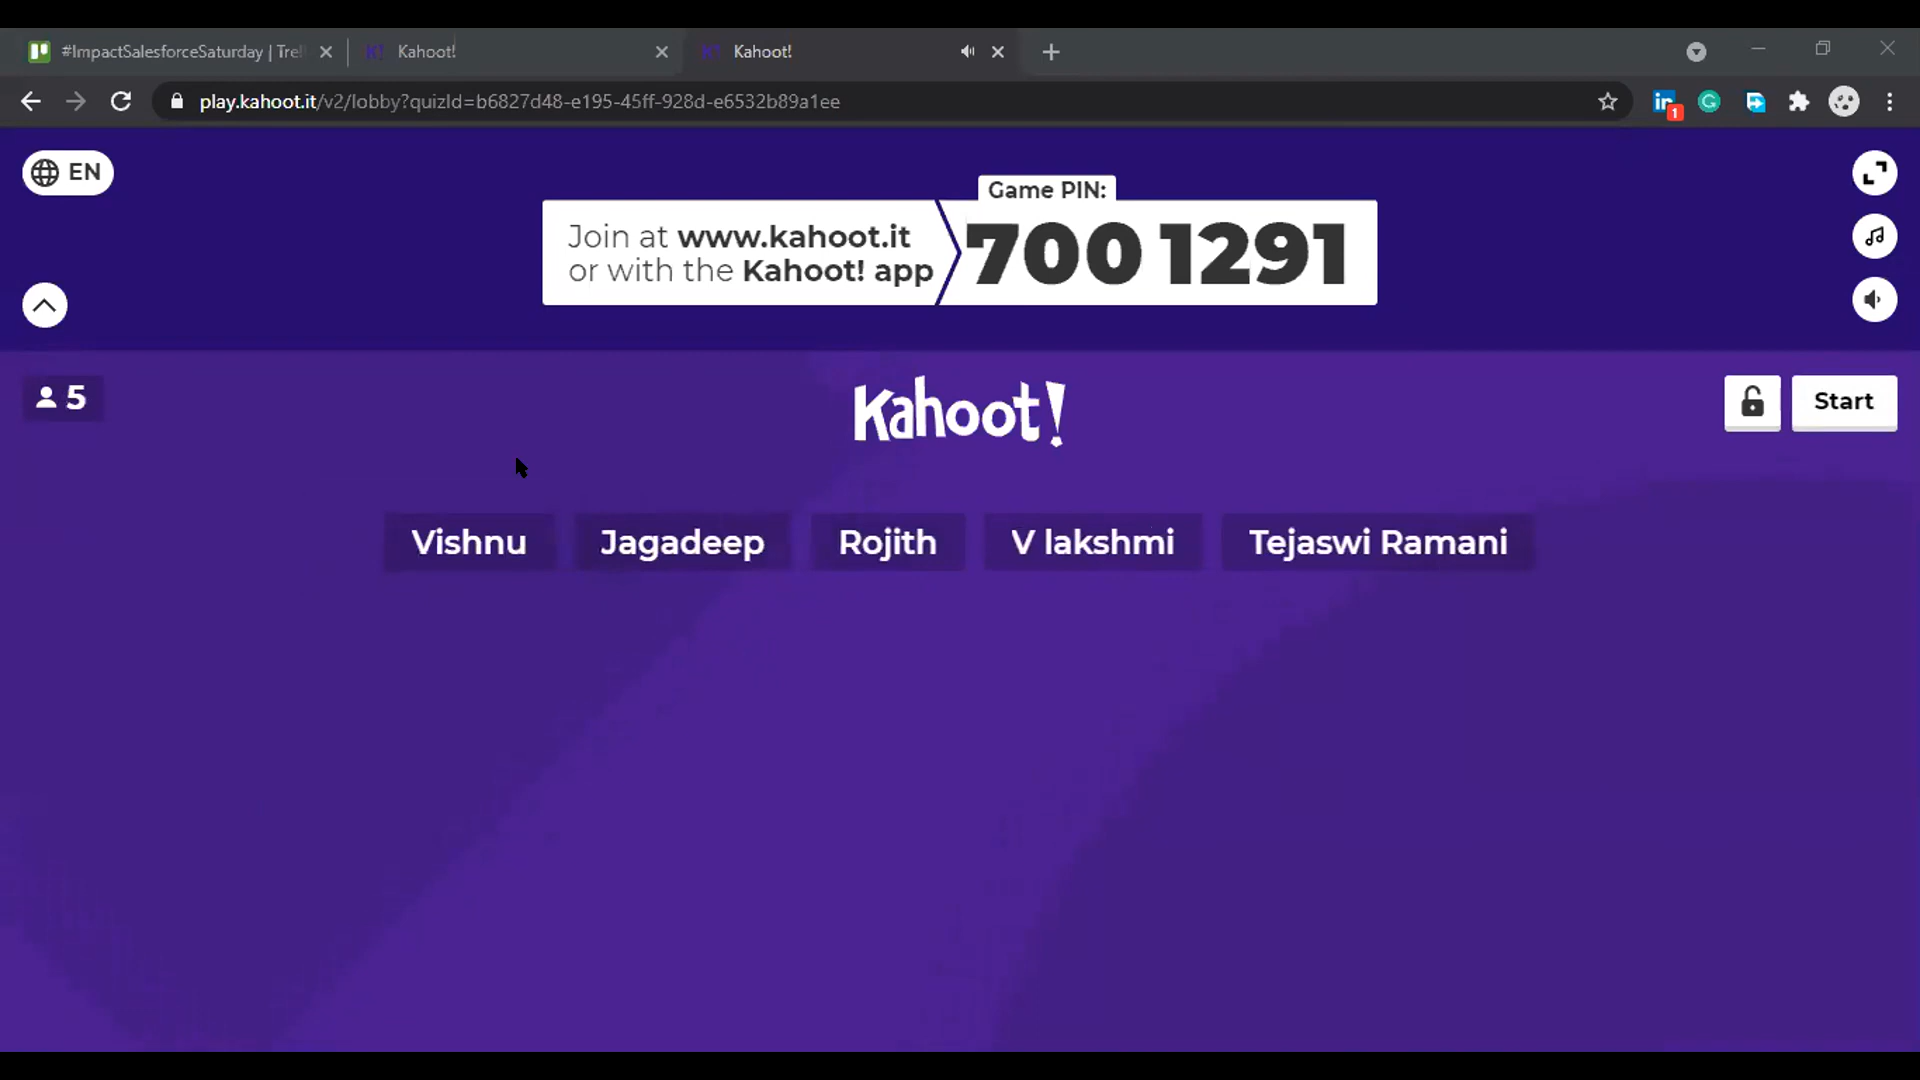 #ImpactSalesforceSaturday | Trel
Kahoot!
Kahoot!
play.kahoot.it/v2/lobby?quizId=b6827d48-e195-45ff-928d-e6532b89a1ee
1
EN
Game PIN:
Join at www.kahoot.it
or with the Kahoot! app
700 1291
5
Kahoot!
Start
Vishnu
Jagadeep
Rojith
V lakshmi
Tejaswi Ramani